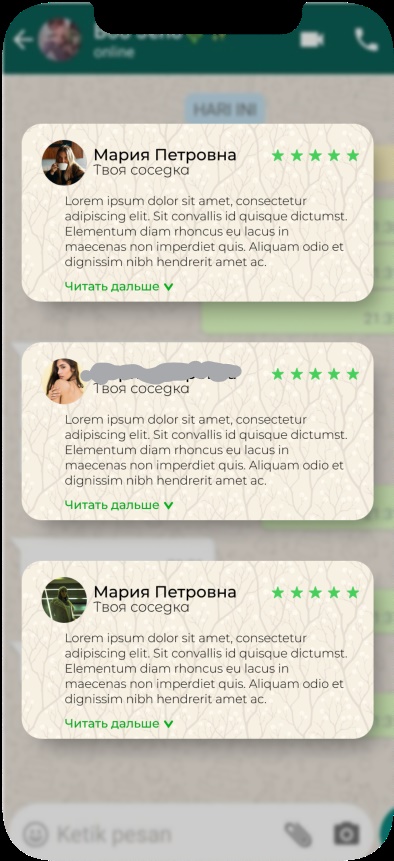 online
HARI INI
Мария Петровна
Твоя соседка
Lorem ipsum dolor sit amet, consectetur
adipiscing elit. Sit convallis id quisque dictumst.
Elementum diam rhoncus eu lacus in
maecenas non imperdiet quis. Aliquam odio et
dignissim nibh hendrerit amet ac.
Читать дальше
Твоя соседка
Lorem ipsum dolor sit amet, consectetur
adipiscing elit. Sit convallis id quisque dictumst.
Elementum diam rhoncus eu lacus in
maecenas non imperdiet quis. Aliquam odio et
dignissim nibh hendrerit amet ac.
Читать дальше
Мария Петровна
Твоя соседка
Lorem ipsum dolor sit amet, consectetur
adipiscing elit. Sit convallis id quisque dictumst.
Elementum diam rhoncus eu lacus in
maecenas non imperdiet quis. Aliquam odio et
dignissim nibh hendrerit amet ac.
Читать дальше
Ketik pesan